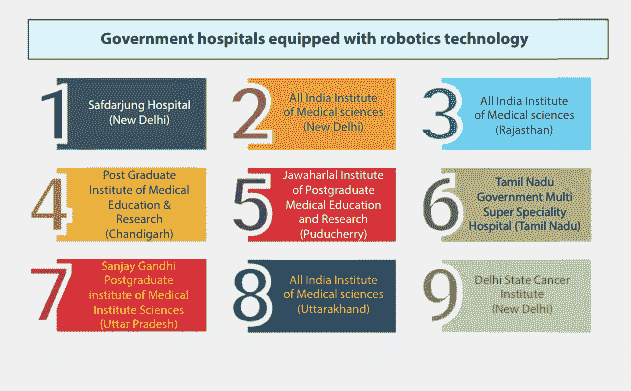 Government hospitals equipped with robotics technology
1
Safdarjung Hospital
(New Delhi)
2
All India Institute
of Medical sciences
(New Delhi)
3
All India Institute
of Medical sciences
(Rajasthan)
4
Post Graduate
Institute of Medical
Education &
Research
(Chandigarh)
5
Jawaharlal Institute
of Postgraduate
Medical Education
and Research
(Puducherry)
6
Tamil Nadu
Government Multi
Super Speciality
Hospital (Tamil Nadu)
7
Sanjay Gandhi
Postgraduate
institute of Medical
Institute Sciences
(Uttar Pradesh)
8
All India Institute
of Medical sciences
(Uttarakhand)
9
Delhi State Cancer
Institute
(New Delhi)